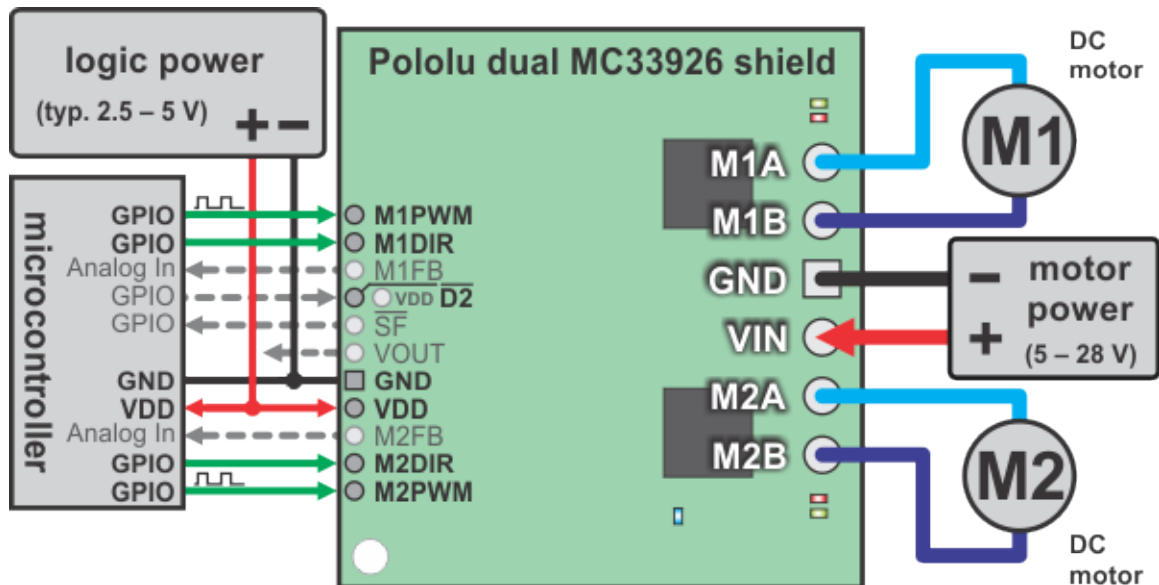 logic power
(typ. 2.5 – 5 V)
+ −
Pololu dual MC33926 shield
DC
motor
M1
microcontroller
GPIO
GPIO
Analog In
GPIO
GPIO
GND
VDD
Analog In
GPIO
GPIO
M1PWM
M1DIR
M1FB
VDD D2
SF
VOUT
GND
VDD
M2FB
M2DIR
M2PWM
M1A
M1B
GND
VIN
M2A
M2B
− motor
power
+ (5 – 28 V)
M2
DC
motor